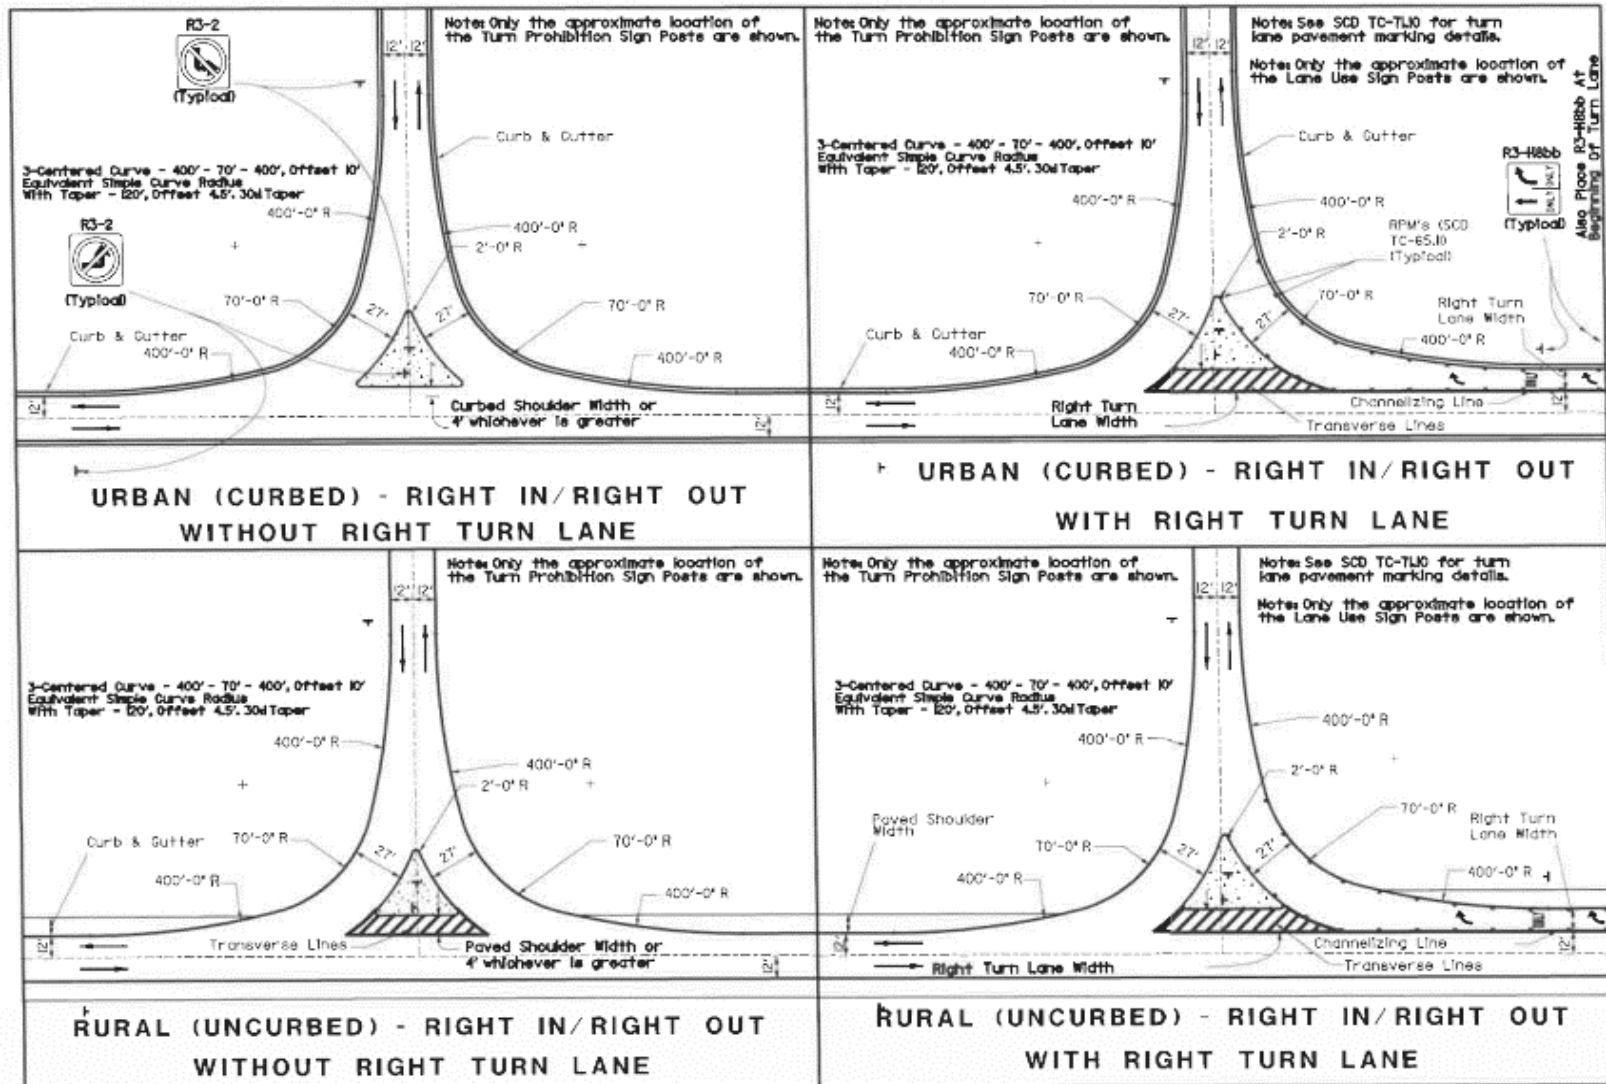 R3-2
(Typical)
12' 12'
Note: Only the approximate location of
the Turn Prohibition Sign Posts are shown.
Curb & Gutter
3-Centered Curve - 400' - 70' - 400', Offset 10'
Equivalent Simple Curve Radius
With Taper - 120', Offset 4.5'. 30:1 Taper
400'-0" R
400'-0" R
R3-2
(Typical)
2'-0" R
70'-0" R
27'
27'
70'-0" R
Curb & Gutter
400'-0" R
400'-0" R
12'
Curbed Shoulder Width or
4' whichever is greater
12'
URBAN (CURBED) - RIGHT IN/RIGHT OUT
WITHOUT RIGHT TURN LANE
Note: Only the approximate location of
the Turn Prohibition Sign Posts are shown.
12' 12'
Note: See SCD TC-71.10 for turn
lane pavement marking details.
Note: Only the approximate location of
the Lane Use Sign Posts are shown.
Also Place R3-H8bb At
Beginning Of Turn Lane
Curb & Gutter
3-Centered Curve - 400' - 70' - 400', Offset 10'
Equivalent Simple Curve Radius
With Taper - 120', Offset 4.5'. 30:1 Taper
R3-H8bb
ONLY
ONLY
(Typical)
400'-0" R
400'-0" R
2'-0" R
RPM's (SCD
TC-65.11)
(Typical)
70'-0" R
27'
27'
70'-0" R
Right Turn
Lane Width
Curb & Gutter
400'-0" R
400'-0" R
12'
Right Turn
Lane Width
Channelizing Line
Transverse Lines
12'
URBAN (CURBED) - RIGHT IN/RIGHT OUT
WITH RIGHT TURN LANE
12' 12'
Note: Only the approximate location of
the Turn Prohibition Sign Posts are shown.
3-Centered Curve - 400' - 70' - 400', Offset 10'
Equivalent Simple Curve Radius
With Taper - 120', Offset 4.5'. 30:1 Taper
400'-0" R
400'-0" R
2'-0" R
Curb & Gutter
70'-0" R
27'
27'
70'-0" R
400'-0" R
400'-0" R
12'
Transverse Lines
Paved Shoulder Width or
4' whichever is greater
12'
RURAL (UNCURBED) - RIGHT IN/RIGHT OUT
WITHOUT RIGHT TURN LANE
Note: Only the approximate location of
the Turn Prohibition Sign Posts are shown.
12' 12'
Note: See SCD TC-71.10 for turn
lane pavement marking details.
Note: Only the approximate location of
the Lane Use Sign Posts are shown.
3-Centered Curve - 400' - 70' - 400', Offset 10'
Equivalent Simple Curve Radius
With Taper - 120', Offset 4.5'. 30:1 Taper
400'-0" R
400'-0" R
2'-0" R
Paved Shoulder
Width
70'-0" R
27'
27'
70'-0" R
Right Turn
Lane Width
400'-0" R
400'-0" R
12'
Right Turn Lane Width
Channelizing Line
Transverse Lines
12'
RURAL (UNCURBED) - RIGHT IN/RIGHT OUT
WITH RIGHT TURN LANE